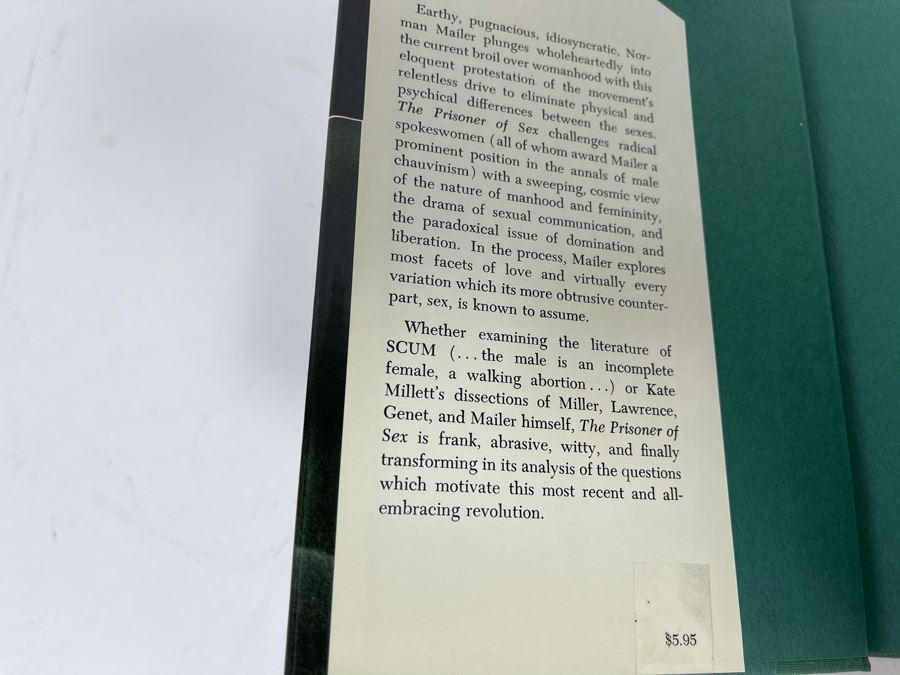 Earthy, pugnacious, idiosyncratic, Nor-
man Mailer plunges wholeheartedly into
the current broil over womanhood with this
eloquent protestation of the movement's
relentless drive to eliminate physical and
psychical differences between the sexes.
The Prisoner of Sex challenges radical
spokeswomen (all of whom award Mailer a
prominent position in the annals of male
chauvinism) with a sweeping, cosmic view
of the nature of manhood and femininity,
the drama of sexual communication, and
the paradoxical issue of domination and
liberation. In the process, Mailer explores
most facets of love and virtually every
variation which its more obtrusive counter-
part, sex, is known to assume.
Whether examining the literature of
SCUM (...the male is an incomplete
female, a walking abortion...) or Kate
Millett's dissections of Miller, Lawrence,
Genet, and Mailer himself, The Prisoner of
Sex is frank, abrasive, witty, and finally
transforming in its analysis of the questions
which motivate this most recent and all-
embracing revolution.
$5.95